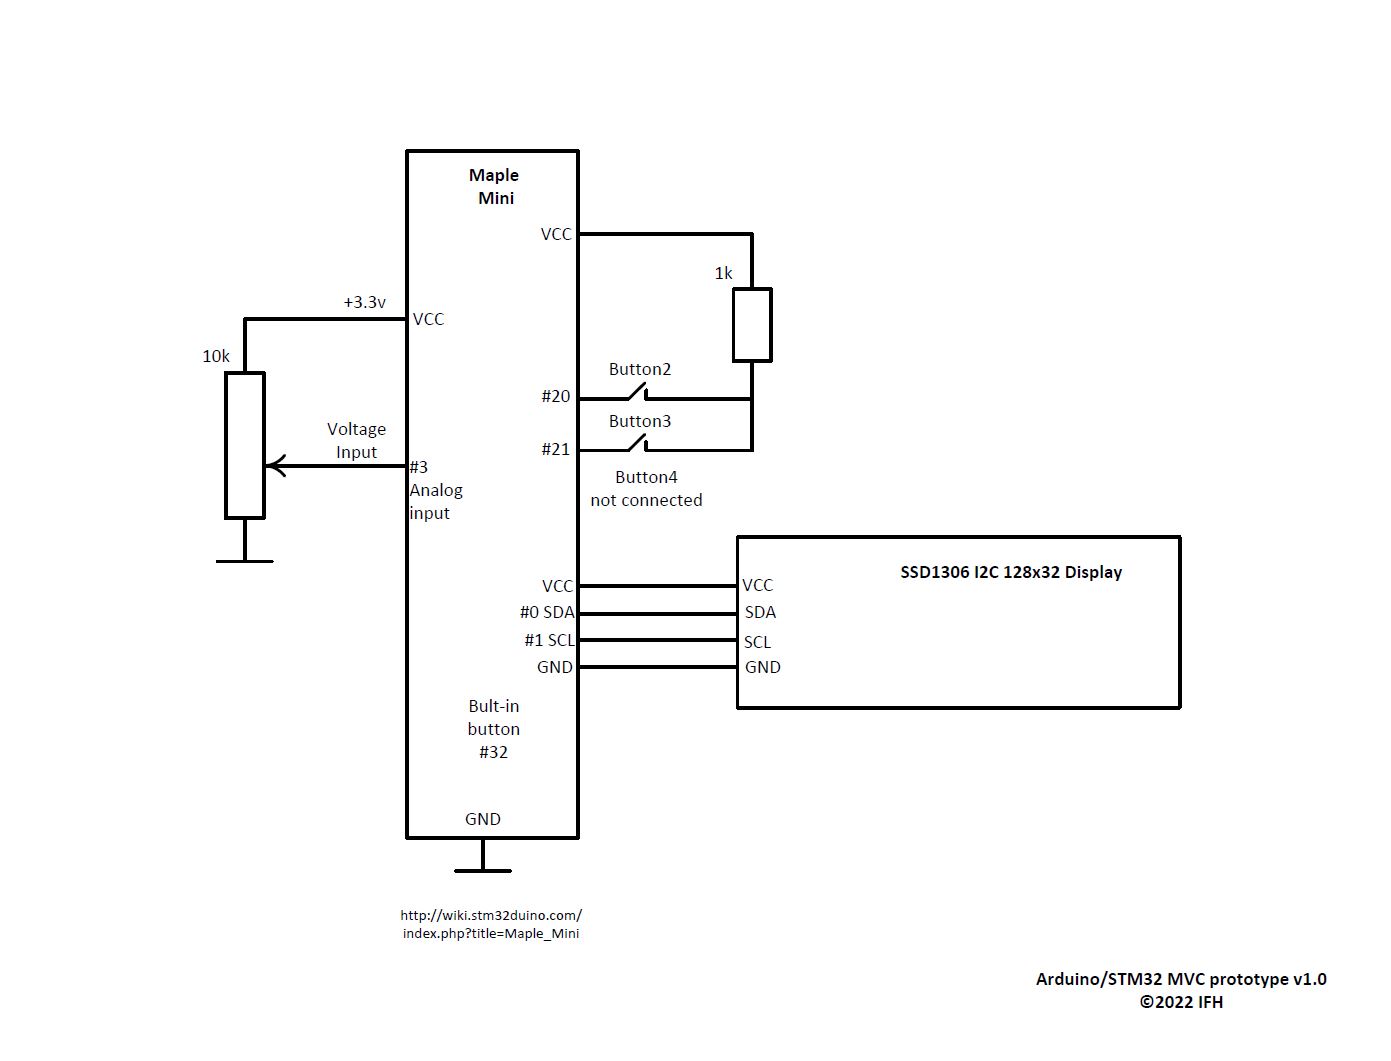 Maple
Mini
VCC
1k
+3.3v
VCC
10k
Button2
#20
Button3
#21
Voltage
Input
#3
Analog
input
Button4
not connected
SSD1306 I2C 128x32 Display
VCC
VCC
#0 SDA
SDA
#1 SCL
SCL
GND
GND
Bult-in
button
#32
GND
http://wiki.stm32duino.com/
index.php?title=Maple_Mini
Arduino/STM32 MVC prototype v1.0
©2022 IFH